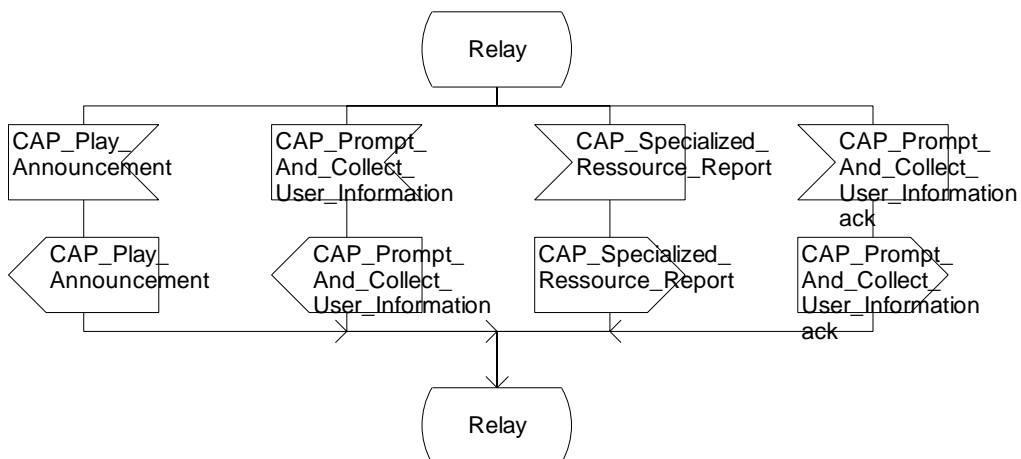 Relay
CAP_Play_
Announcement
CAP_Prompt_
And_Collect_
User_Information
CAP_Specialized_
Ressource_Report
CAP_Prompt_
And_Collect_
User_Information
ack
CAP_Play_
Announcement
CAP_Prompt_
And_Collect_
User_Information
CAP_Specialized_
Ressource_Report
CAP_Prompt_
And_Collect_
User_Information
ack
Relay